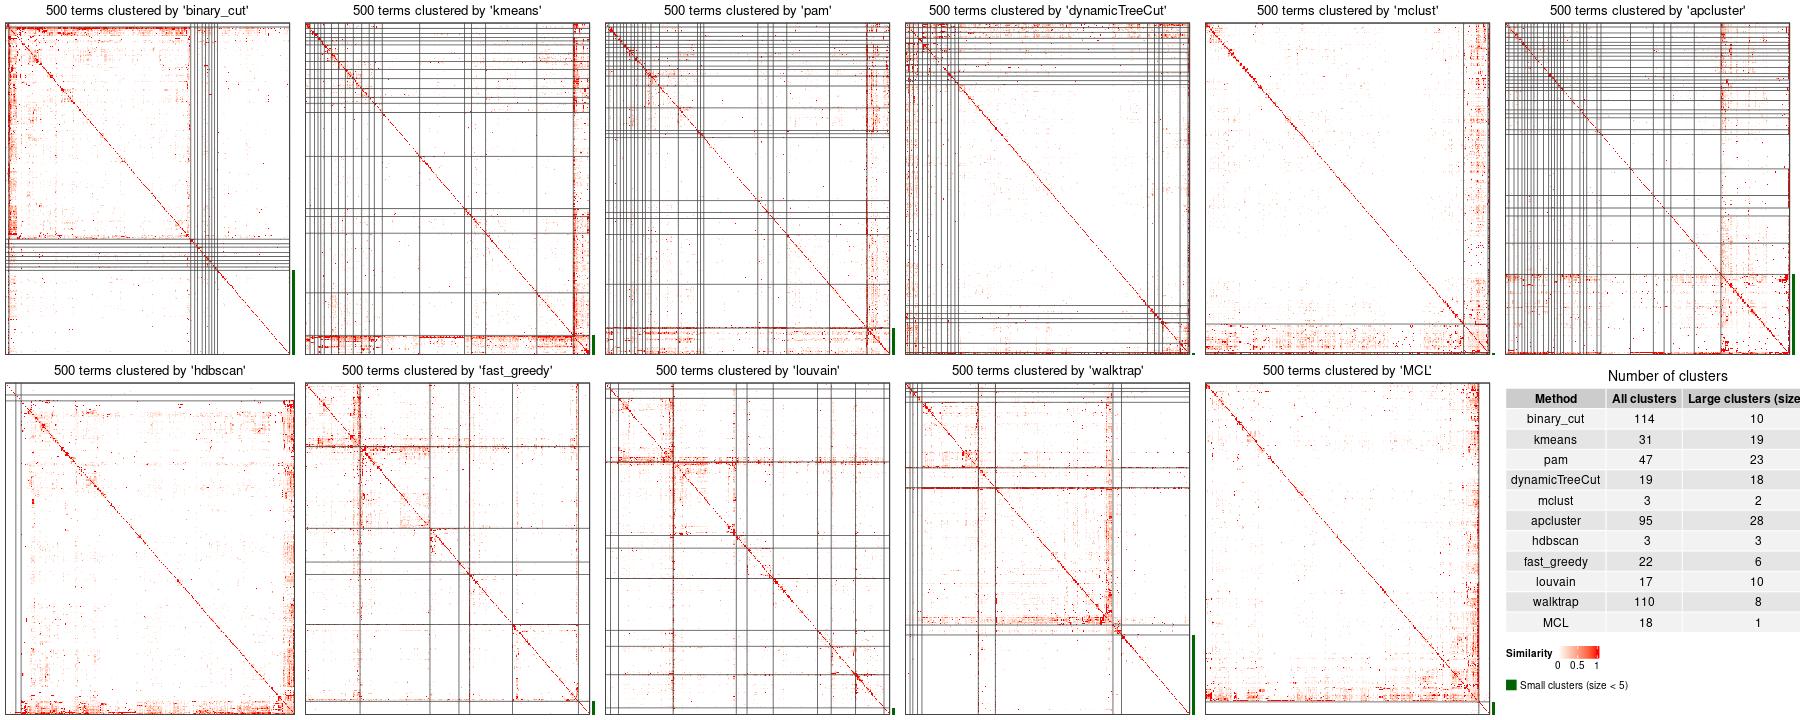 500 terms clustered by 'binary_cut'
500 terms clustered by 'kmeans'
500 terms clustered by 'pam'
500 terms clustered by 'dynamicTreeCut'
500 terms clustered by 'mclust'
500 terms clustered by 'apcluster'
500 terms clustered by 'hdbscan'
500 terms clustered by 'fast_greedy'
500 terms clustered by 'louvain'
500 terms clustered by 'walktrap'
500 terms clustered by 'MCL'
Number of clusters
Method All clusters Large clusters (size
binary_cut 114 10
kmeans 31 19
pam 47 23
dynamicTreeCut 19 18
mclust 3 2
apcluster 95 28
hdbscan 3 3
fast_greedy 22 6
louvain 17 10
walktrap 110 8
MCL 18 1
Similarity
0 0.5 1
Small clusters (size < 5)